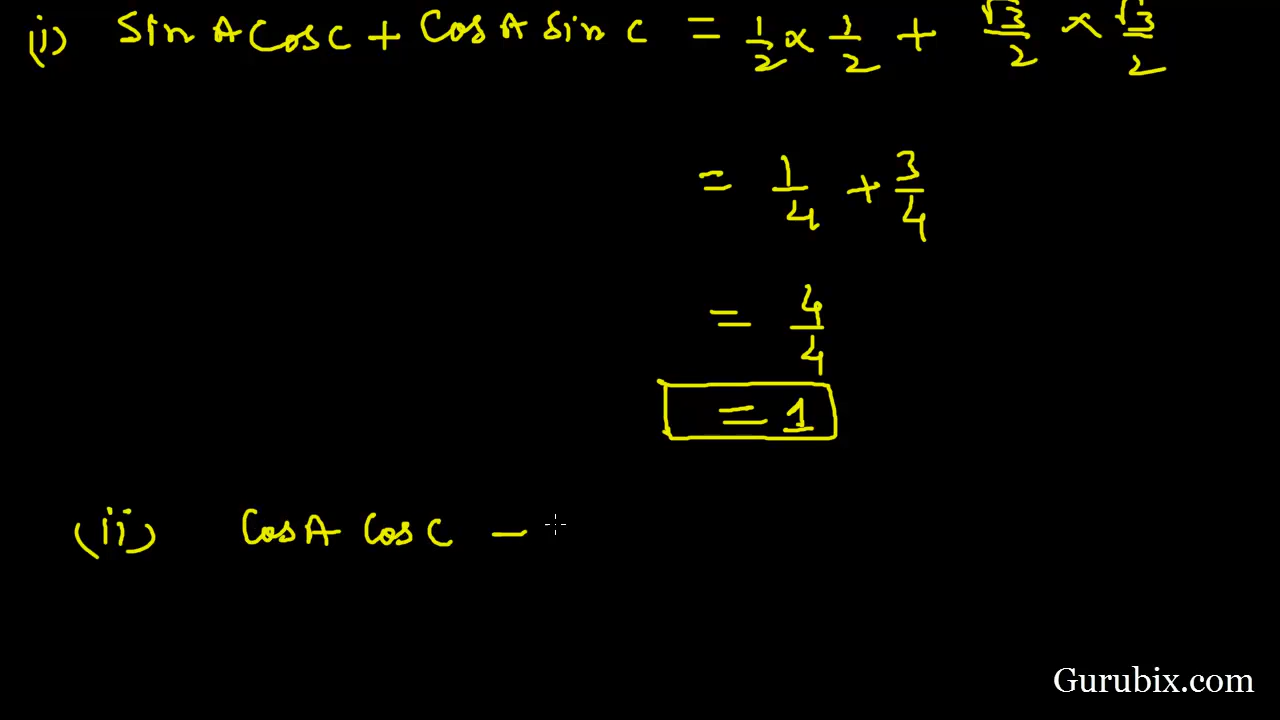 (i) Sin A Cos C + Cos A Sin C = 1/2 × 1/2 + √3/2 × √3/2
= 1/4 + 3/4
= 4/4
= 1
(ii) Cos A Cos C –
Gurubix.com